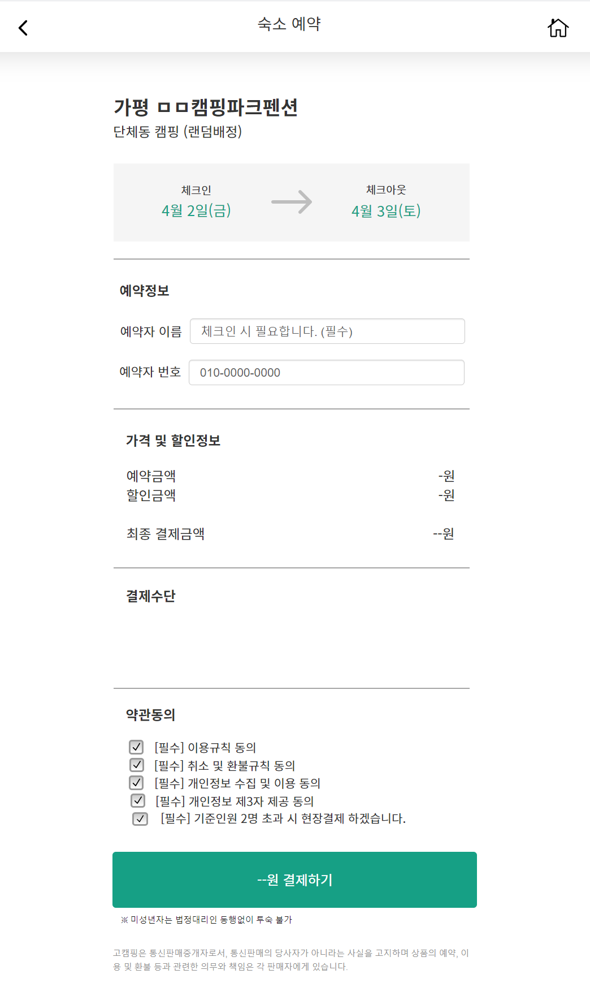 숙소 예약
가평 ㅁㅁ캠핑파크펜션
단체동 캠핑 (랜덤배정)
체크인
4월 2일(금)
체크아웃
4월 3일(토)
예약정보
예약자 이름 체크인 시 필요합니다. (필수)
예약자 번호 010-0000-0000
가격 및 할인정보
예약금액 -원
할인금액 -원
최종 결제금액 --원
결제수단
약관동의
[필수] 이용규칙 동의
[필수] 취소 및 환불규칙 동의
[필수] 개인정보 수집 및 이용 동의
[필수] 개인정보 제3자 제공 동의
[필수] 기준인원 2명 초과 시 현장결제 하겠습니다.
--원 결제하기
※ 미성년자는 법정대리인 동행없이 투숙 불가
고캠핑은 통신판매중개자로서, 통신판매의 당사자가 아니라는 사실을 고지하며 상품의 예약, 이
용 및 환불 등과 관련한 의무와 책임은 각 판매자에게 있습니다.